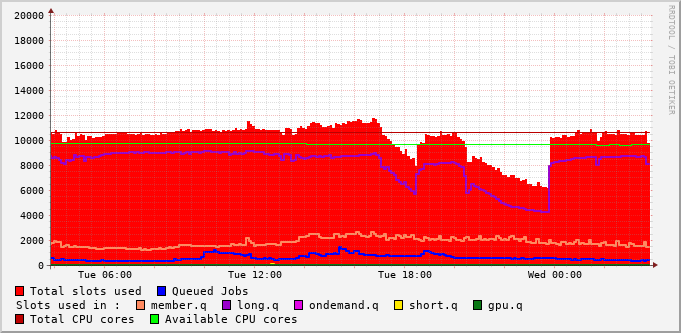 20000
18000
16000
14000
12000
10000
8000
6000
4000
2000
0
Tue 06:00 Tue 12:00 Tue 18:00 Wed 00:00
Total slots used Queued Jobs
Slots used in : member.q long.q ondemand.q short.q gpu.q
Total CPU cores Available CPU cores
RRDTOOL / TOBI OETIKER